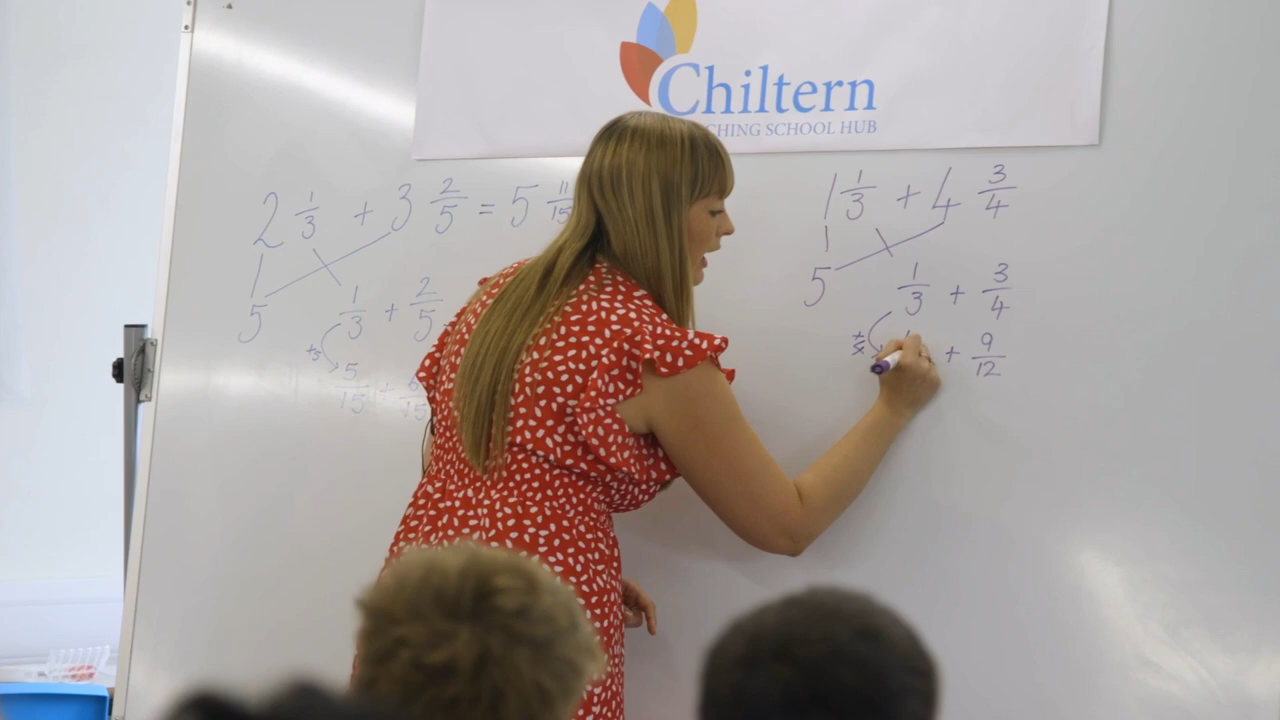 Chiltern
CHING SCHOOL HUB
2 1/3 + 3 2/5 = 5 11/15
5
1/3 + 2/5
5/15 + 6/15
1 1/3 + 4 3/4
5
1/3 + 3/4
+ 9/12